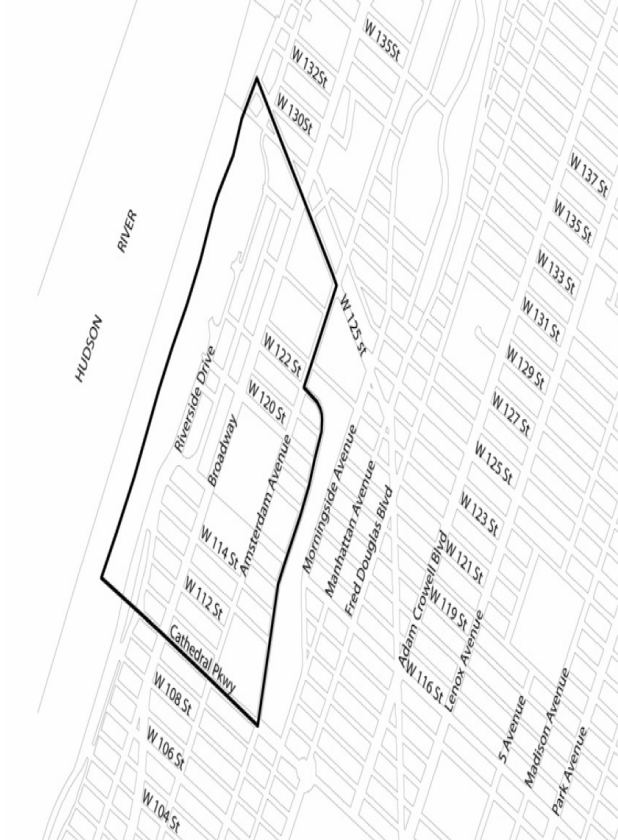 W 135St
W 132St
W 130St
W 137 St
W 135 St
RIVER
W 133 St
W 131 St
W 125 st
HUDSON
W 122 St
W 129 St
Riverside Drive
W 120 St
W 127 St
Broadway
W 125 St
Amsterdam Avenue
Morningside Avenue
Manhattan Avenue
Fred Douglas Blvd
W 123 St
W 114 St
W 121 St
Adam Crowell Blvd
W 112 St
W 119 St
Cathedral Pkwy
W 116 St
Lenox Avenue
W 108 St
5 Avenue
Madison Avenue
W 106 St
Park Avenue
W 104 St